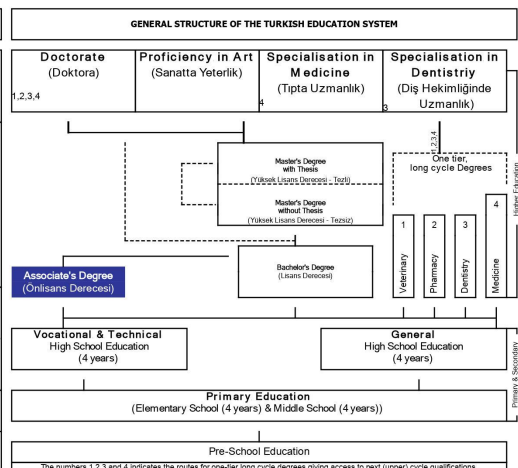 GENERAL STRUCTURE OF THE TURKISH EDUCATION SYSTEM
Doctorate
(Doktora)
1,2,3,4
Proficiency in Art
(Sanatta Yeterlik)
Specialisation in
Medicine
(Tıpta Uzmanlık)
4
Specialisation in
Dentistriy
(Diş Hekimliğinde
Uzmanlık)
3
1,2,3,4
Master's Degree
with Thesis
(Yüksek Lisans Derecesi - Tezli)
Master's Degree
without Thesis
(Yüksek Lisans Derecesi - Tezsiz)
One tier,
long cycle Degrees
Higher Education
1
Veterinary
2
Pharmacy
3
Dentistry
4
Medicine
Bachelor's Degree
(Lisans Derecesi)
Associate's Degree
(Önlisans Derecesi)
Vocational & Technical
High School Education
(4 years)
General
High School Education
(4 years)
Primary & Secondary
Primary Education
(Elementary School (4 years) & Middle School (4 years))
Pre-School Education
The numbers 1,2,3 and 4 indicates the routes for one-tier long cycle degrees giving access to next (upper) cycle qualifications